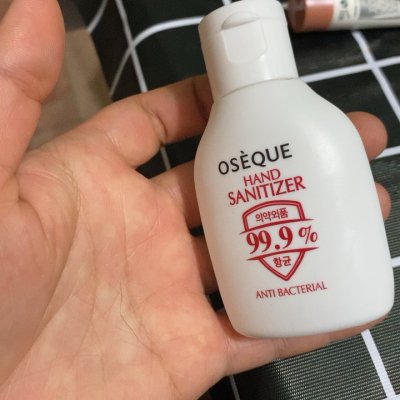 OSÈQUE
HAND
SANITIZER
의약외품
99.9%
항균
ANTI BACTERIAL